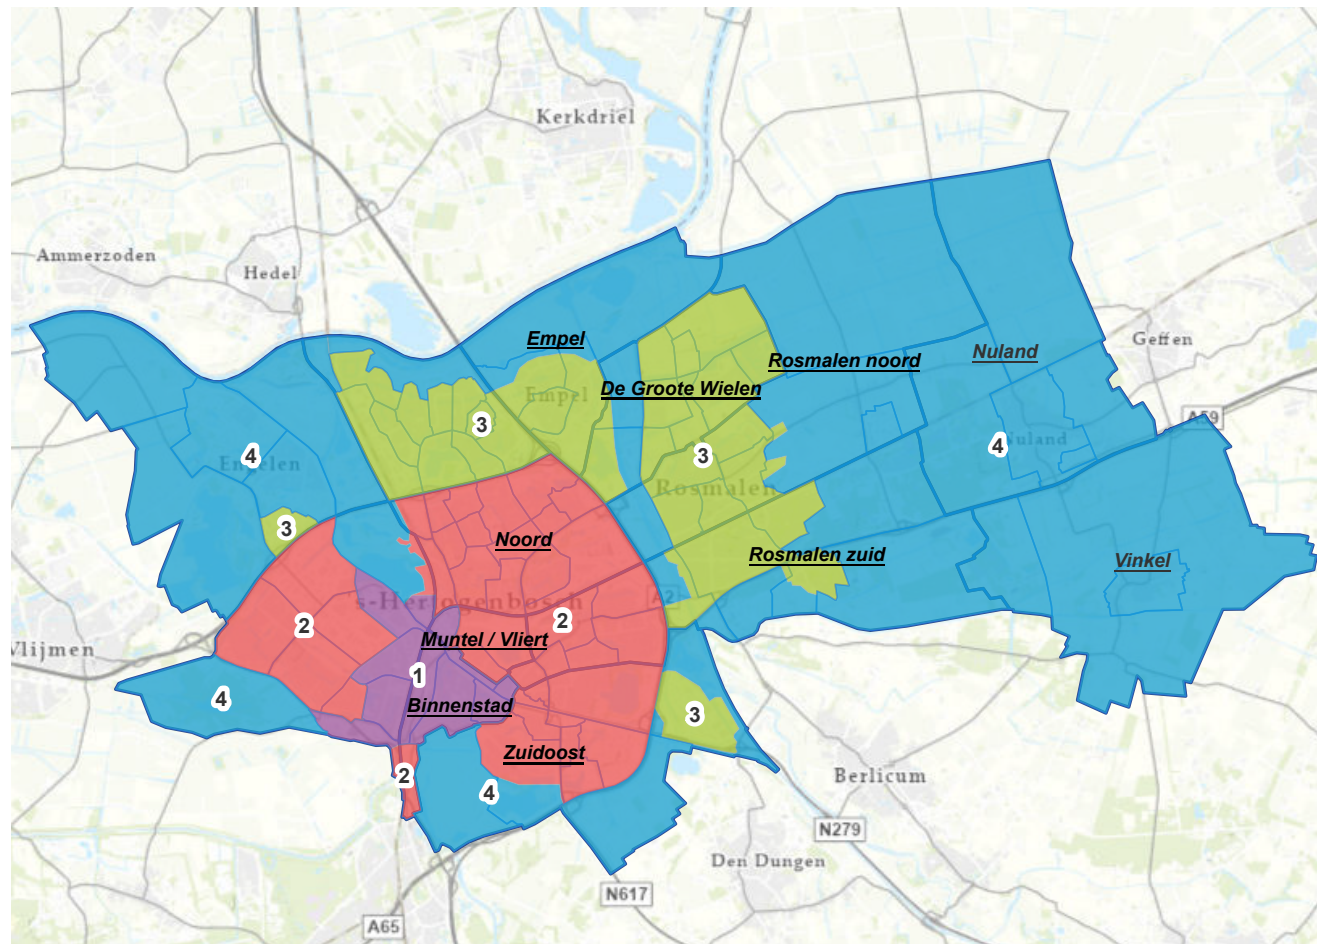 Kerkdriel
Ammerzoden
Hedel
Empel
Geffen
Nuland
Rosmalen noord
De Groote Wielen
Empel
A59
3
4
Nuland
4
Engelen
3
Rosmalen
3
Noord
Rosmalen zuid
Vinkel
s-Hertogenbosch
A2
2
2
Muntel / Vliert
Vlijmen
1
4
Binnenstad
3
Zuidoost
2
4
Berlicum
N279
Den Dungen
N617
A65